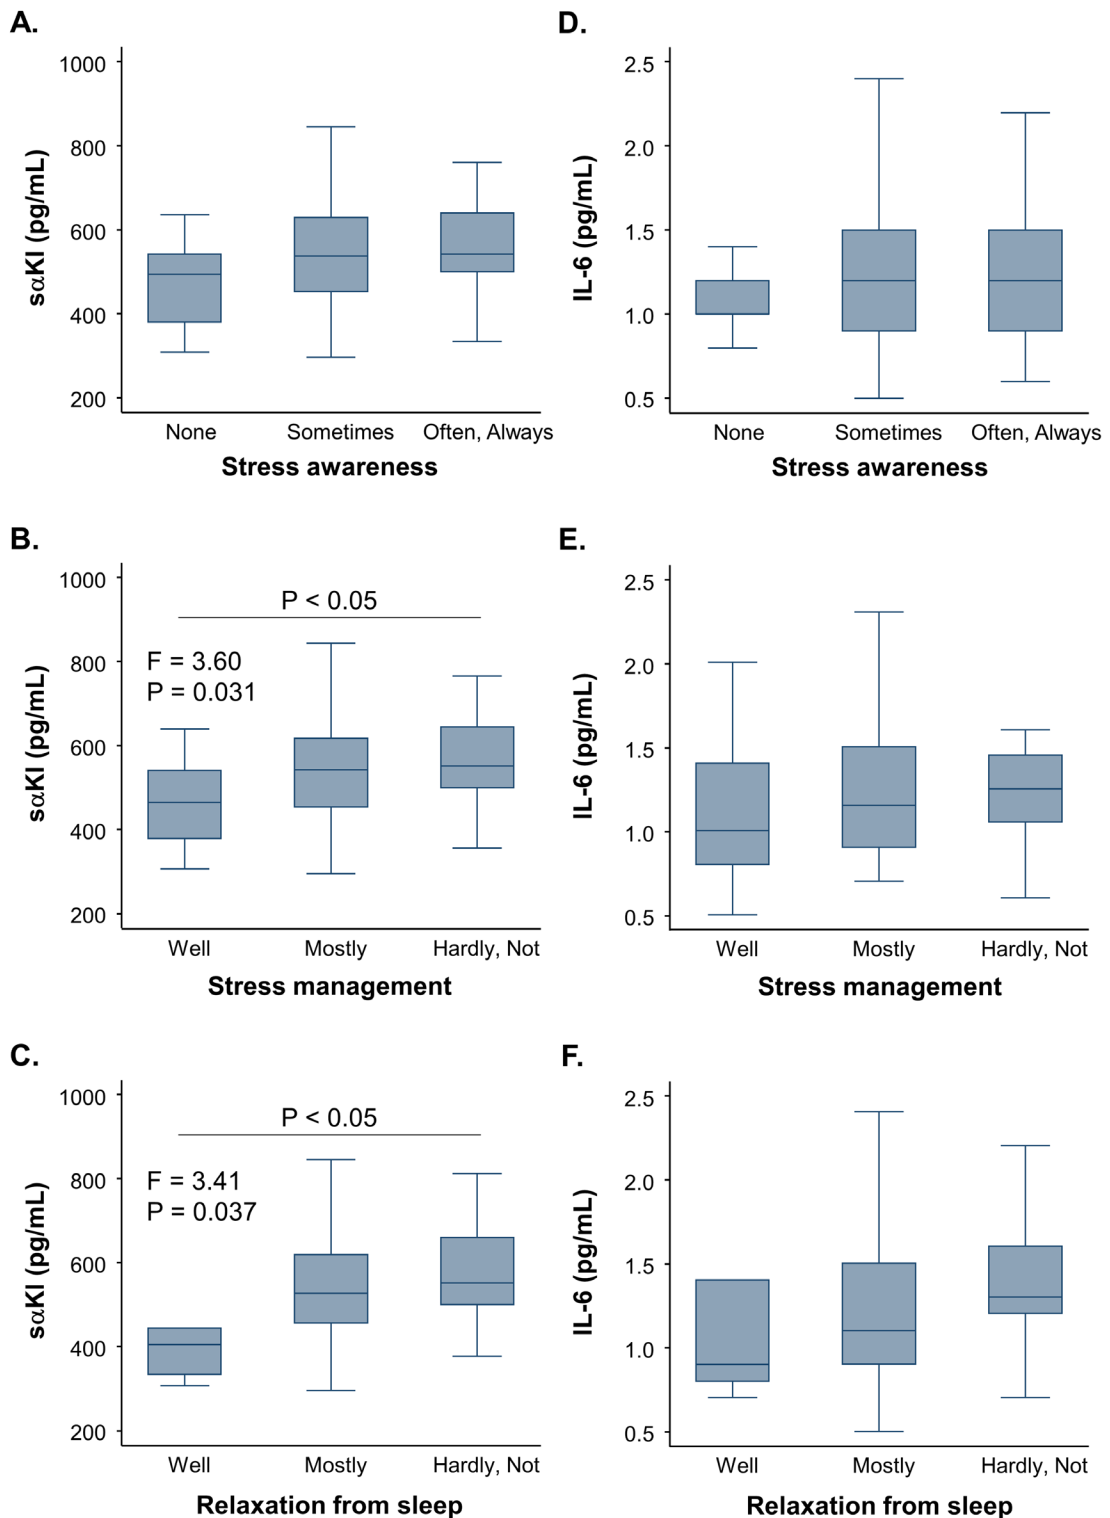 A.
1000
800
600
400
200
sαKl (pg/mL)
None
Sometimes
Often, Always
Stress awareness
D.
2.5
2.0
1.5
1.0
0.5
IL-6 (pg/mL)
None
Sometimes
Often, Always
Stress awareness
B.
1000
800
600
400
200
sαKl (pg/mL)
P < 0.05
F = 3.60
P = 0.031
Well
Mostly
Hardly, Not
Stress management
E.
2.5
2.0
1.5
1.0
0.5
IL-6 (pg/mL)
Well
Mostly
Hardly, Not
Stress management
C.
1000
800
600
400
200
sαKl (pg/mL)
P < 0.05
F = 3.41
P = 0.037
Well
Mostly
Hardly, Not
Relaxation from sleep
F.
2.5
2.0
1.5
1.0
0.5
IL-6 (pg/mL)
Well
Mostly
Hardly, Not
Relaxation from sleep